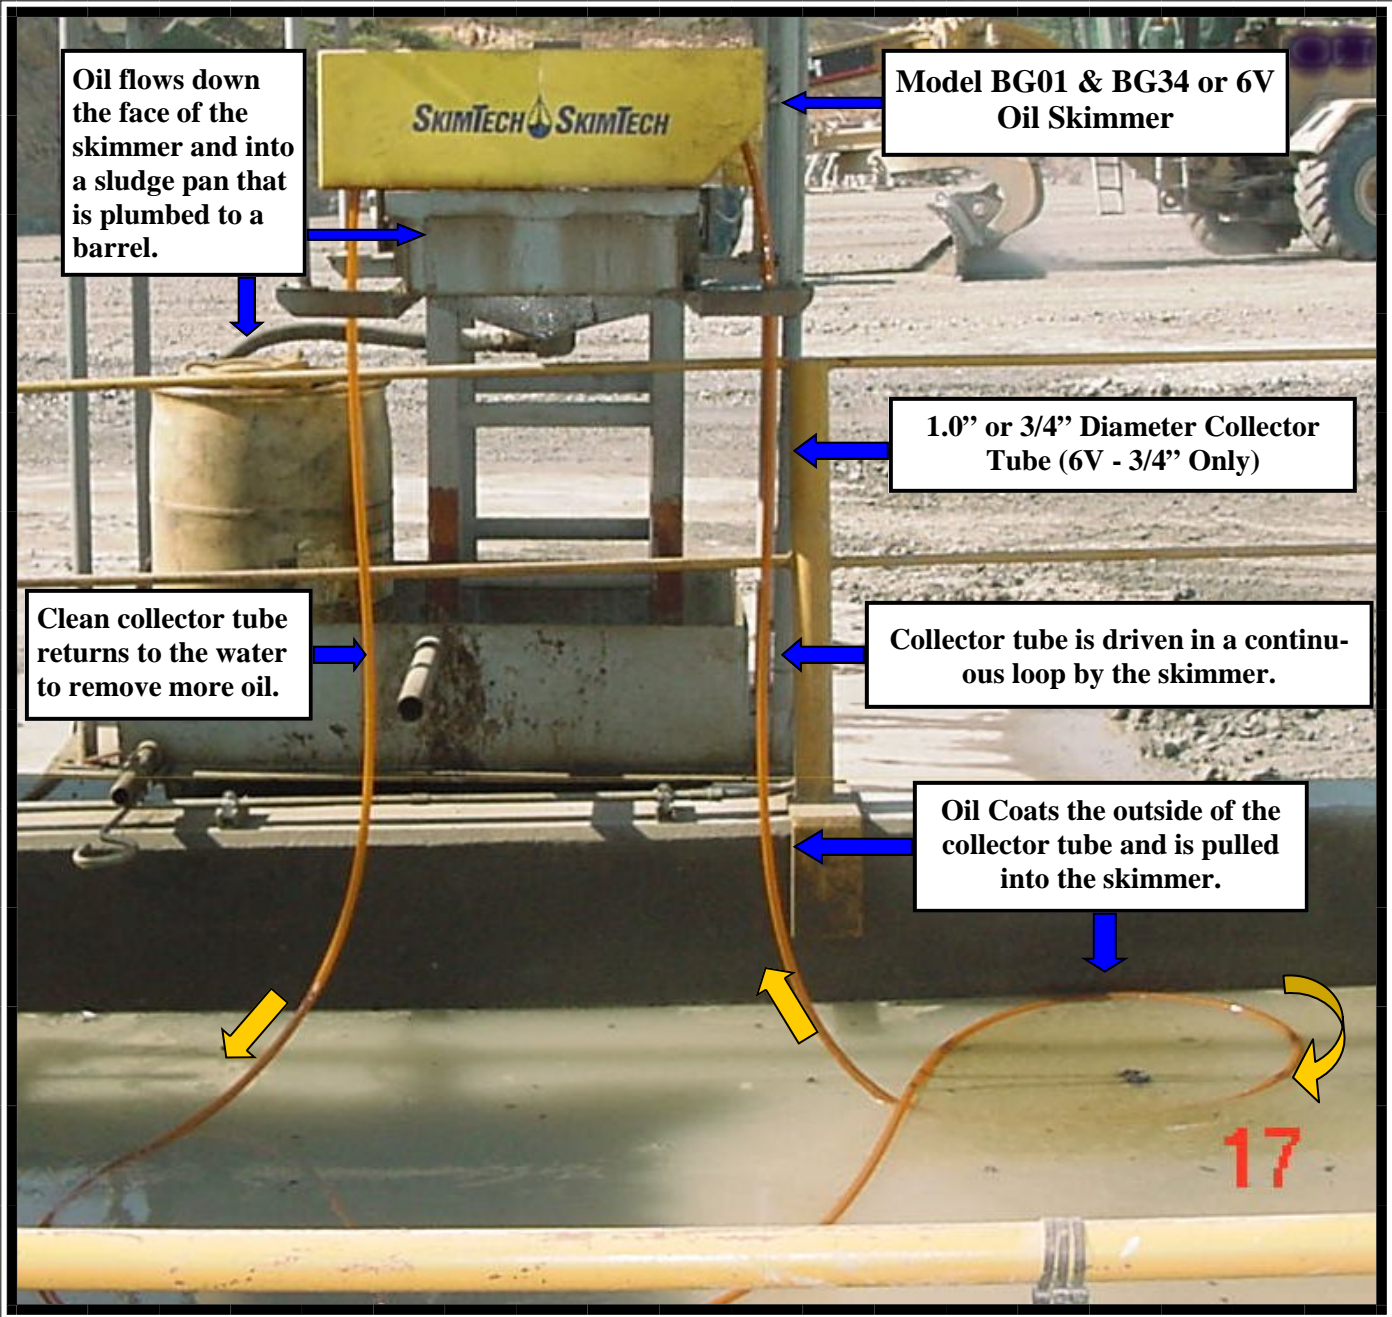 Oil flows down
the face of the
skimmer and into
a sludge pan that
is plumbed to a
barrel.
SKIMTECH SKIMTECH
Model BG01 & BG34 or 6V
Oil Skimmer
1.0” or 3/4” Diameter Collector
Tube (6V - 3/4” Only)
Clean collector tube
returns to the water
to remove more oil.
Collector tube is driven in a continu-
ous loop by the skimmer.
Oil Coats the outside of the
collector tube and is pulled
into the skimmer.
17